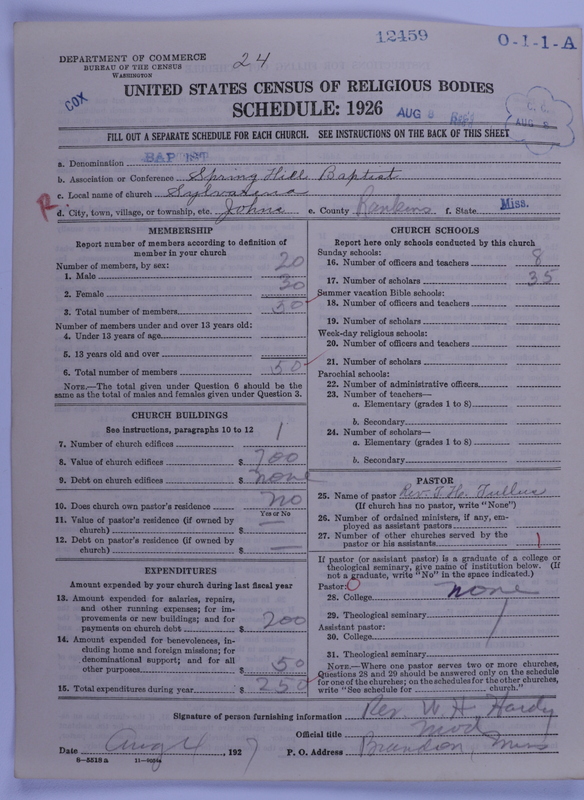 12459
O-1-1-A
DEPARTMENT OF COMMERCE
BUREAU OF THE CENSUS
WASHINGTON
24
COX
UNITED STATES CENSUS OF RELIGIOUS BODIES
SCHEDULE: 1926
AUG 8
C. C.
AUG 8
FILL OUT A SEPARATE SCHEDULE FOR EACH CHURCH. SEE INSTRUCTIONS ON THE BACK OF THIS SHEET
a. Denomination BAPTIST
b. Association or Conference Spring Hill Baptist
c. Local name of church Sylvarena
R.
d. City, town, village, or township, etc. Johns e. County Rankins f. State Miss.
MEMBERSHIP
Report number of members according to definition of
member in your church
Number of members, by sex:
1. Male 20
2. Female 30
3. Total number of members 50
Number of members under and over 13 years old:
4. Under 13 years of age
5. 13 years old and over
6. Total number of members 50
NOTE.—The total given under Question 6 should be the
same as the total of males and females given under Question 3.
CHURCH BUILDINGS
See instructions, paragraphs 10 to 12
7. Number of church edifices 1
8. Value of church edifices $ 700
9. Debt on church edifices $ none
10. Does church own pastor's residence? no
Yes or No
11. Value of pastor's residence (if owned by
church) $ —
12. Debt on pastor's residence (if owned by
church) $ —
EXPENDITURES
Amount expended by your church during last fiscal year
13. Amount expended for salaries, repairs,
and other running expenses; for im-
provements or new buildings; and for
payments on church debt $ 200
14. Amount expended for benevolences, in-
cluding home and foreign missions; for
denominational support; and for all
other purposes $ 50
15. Total expenditures during year $ 250
CHURCH SCHOOLS
Report here only schools conducted by this church
Sunday schools:
16. Number of officers and teachers 8
17. Number of scholars 35
Summer vacation Bible schools:
18. Number of officers and teachers
19. Number of scholars
Week-day religious schools:
20. Number of officers and teachers
21. Number of scholars
Parochial schools:
22. Number of administrative officers
23. Number of teachers—
a. Elementary (grades 1 to 8)
b. Secondary
24. Number of scholars—
a. Elementary (grades 1 to 8)
b. Secondary
PASTOR
25. Name of pastor Rev. T. H. Tullus
(If church has no pastor, write "None")
26. Number of ordained ministers, if any, em-
ployed as assistant pastors
27. Number of other churches served by the
pastor or his assistants 1
If pastor (or assistant pastor) is a graduate of a college or
theological seminary, give name of institution below. (If
not a graduate, write "No" in the space indicated.)
Pastor: 0
28. College none
29. Theological seminary
Assistant pastor:
30. College
31. Theological seminary
NOTE.—Where one pastor serves two or more churches,
Questions 28 and 29 should be answered only on the schedule
for one of the churches; on the schedules for the other churches,
write "See schedule for church."
Signature of person furnishing information Rev W. H. Hardy
Official title Mod
Date Aug 4, 1927 P. O. Address Brandon, Miss
8—5518 a 11—9034a